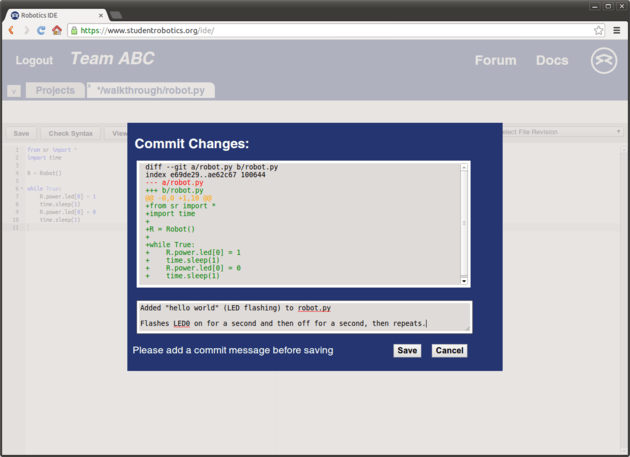 Robotics IDE
https://www.studentrobotics.org/ide/
Logout
Team ABC
Forum
Docs
v
Projects
*/walkthrough/robot.py
Save
Check Syntax
View
elect File Revision
1 from sr import *
2 import time
3
4 R = Robot()
5
6 while True:
7 R.power.led[0] = 1
8 time.sleep(1)
9 R.power.led[0] = 0
10 time.sleep(1)
11
Commit Changes:
diff --git a/robot.py b/robot.py
index e69de29..ae62c67 100644
--- a/robot.py
+++ b/robot.py
@@ -0,0 +1,10 @@
+from sr import *
+import time
+
+R = Robot()
+
+while True:
+    R.power.led[0] = 1
+    time.sleep(1)
+    R.power.led[0] = 0
+    time.sleep(1)
Added "hello world" (LED flashing) to robot.py
Flashes LED0 on for a second and then off for a second, then repeats.
Please add a commit message before saving
Save
Cancel